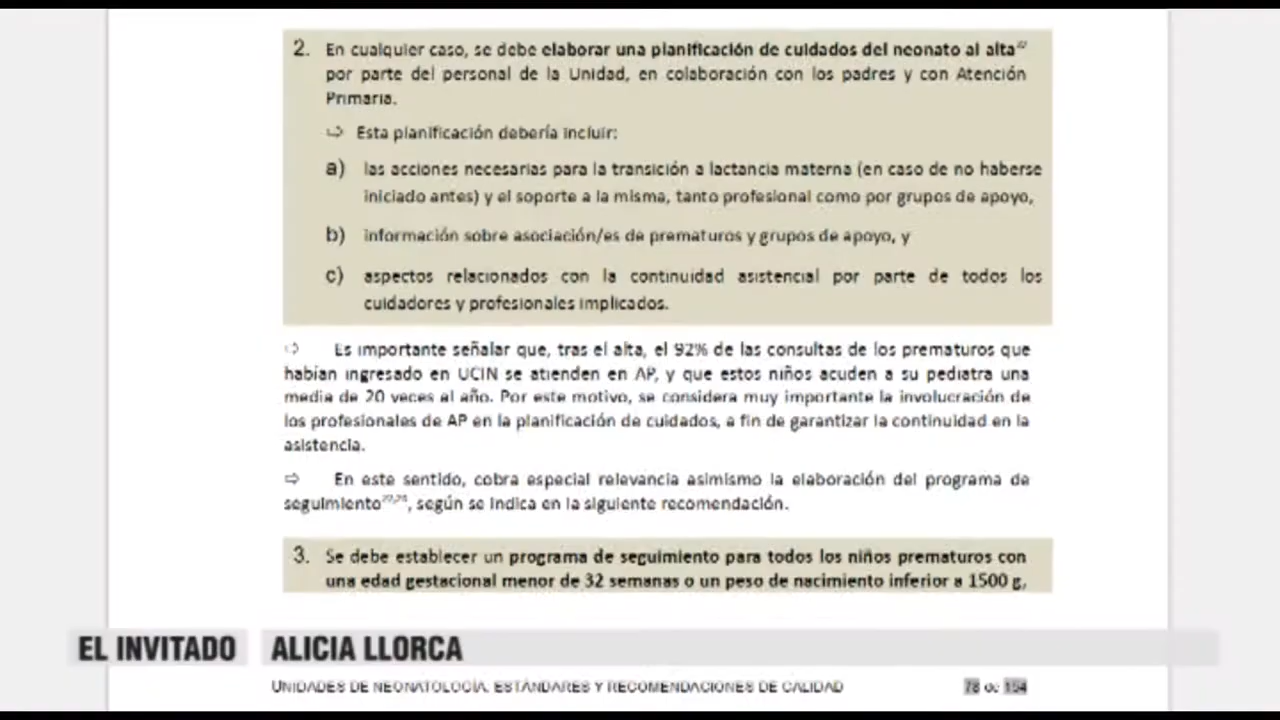 2. En cualquier caso, se debe elaborar una planificación de cuidados del neonato al alta
por parte del personal de la Unidad, en colaboración con los padres y con Atención
Primaria.
➪ Esta planificación debería incluir:
a) las acciones necesarias para la transición a lactancia materna (en caso de no haberse
iniciado antes) y el soporte a la misma, tanto profesional como por grupos de apoyo,
b) información sobre asociación/es de prematuros y grupos de apoyo, y
c) aspectos relacionados con la continuidad asistencial por parte de todos los
cuidadores y profesionales implicados.
➪ Es importante señalar que, tras el alta, el 92% de las consultas de los prematuros que
habían ingresado en UCIN se atienden en AP, y que estos niños acuden a su pediatra una
media de 20 veces al año. Por este motivo, se considera muy importante la involucración de
los profesionales de AP en la planificación de cuidados, a fin de garantizar la continuidad en la
asistencia.
➪ En este sentido, cobra especial relevancia asimismo la elaboración del programa de
seguimiento, según se indica en la siguiente recomendación.
3. Se debe establecer un programa de seguimiento para todos los niños prematuros con
una edad gestacional menor de 32 semanas o un peso de nacimiento inferior a 1500 g,
EL INVITADO ALICIA LLORCA
UNIDADES DE NEONATOLOGÍA. ESTÁNDARES Y RECOMENDACIONES DE CALIDAD 78 de 154